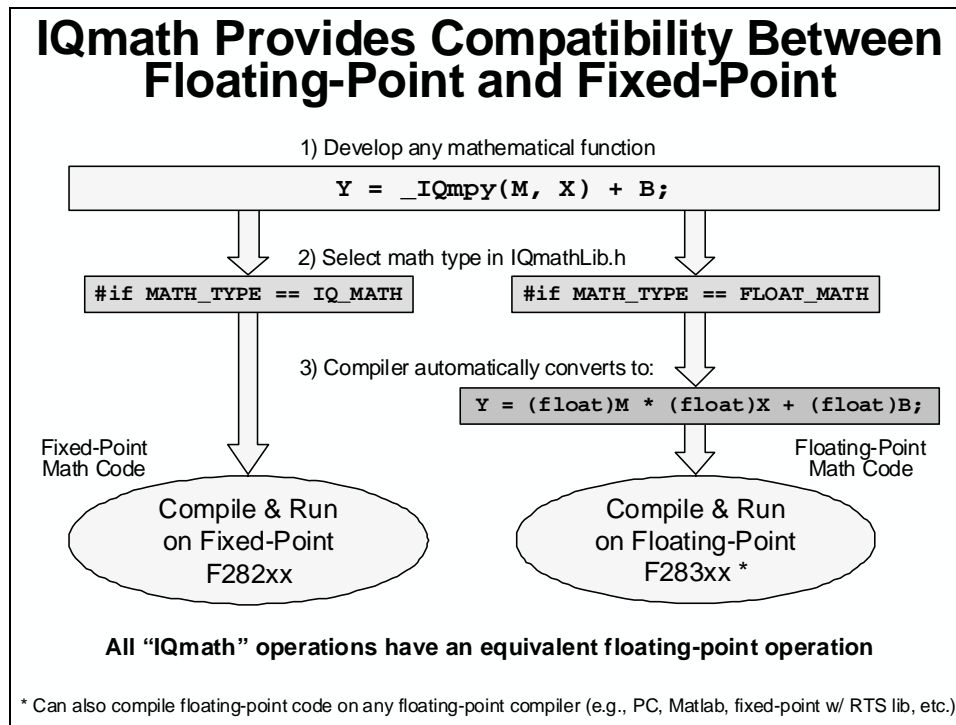 IQmath Provides Compatibility Between
Floating-Point and Fixed-Point
1) Develop any mathematical function
Y = _IQmpy(M, X) + B;
2) Select math type in IQmathLib.h
#if MATH_TYPE == IQ_MATH
#if MATH_TYPE == FLOAT_MATH
3) Compiler automatically converts to:
Y = (float)M * (float)X + (float)B;
Fixed-Point
Math Code
Floating-Point
Math Code
Compile & Run
on Fixed-Point
F282xx
Compile & Run
on Floating-Point
F283xx *
All “IQmath” operations have an equivalent floating-point operation
* Can also compile floating-point code on any floating-point compiler (e.g., PC, Matlab, fixed-point w/ RTS lib, etc.)